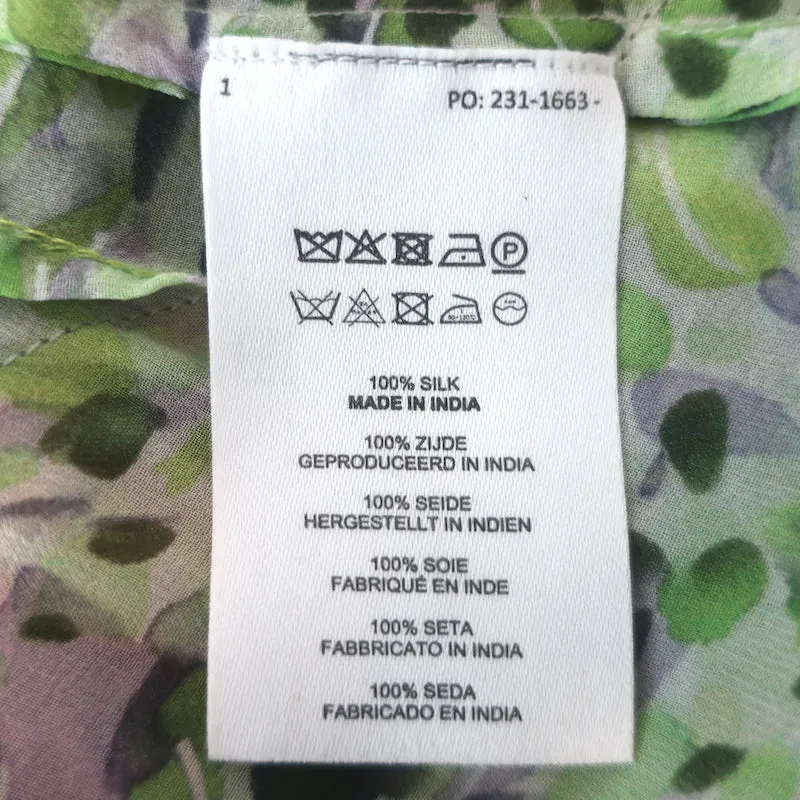 1
PO: 231-1663-
P
100% SILK
MADE IN INDIA
100% ZIJDE
GEPRODUCEERD IN INDIA
100% SEIDE
HERGESTELLT IN INDIEN
100% SOIE
FABRIQUÉ EN INDE
100% SETA
FABBRICATO IN INDIA
100% SEDA
FABRICADO EN INDIA